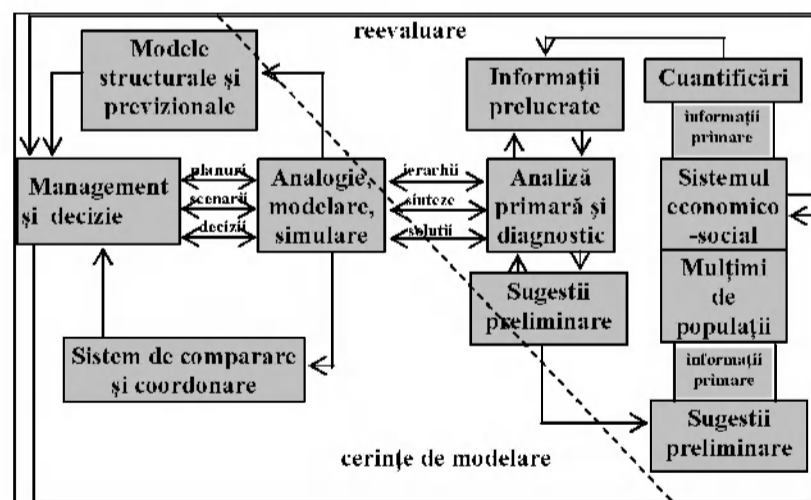 reevaluare
Modele
structurale și
previzionale
Informații
prelucrate
Cuantificări
informații
primare
Management
și decizie
planuri
scenarii
decizii
Analogie,
modelare,
simulare
ierarhii
sinteze
soluții
Analiză
primară și
diagnostic
Sistemul
economico
-social
Mulțimi
de
populații
Sugestii
preliminare
informații
primare
Sistem de comparare
și coordonare
Sugestii
preliminare
cerințe de modelare